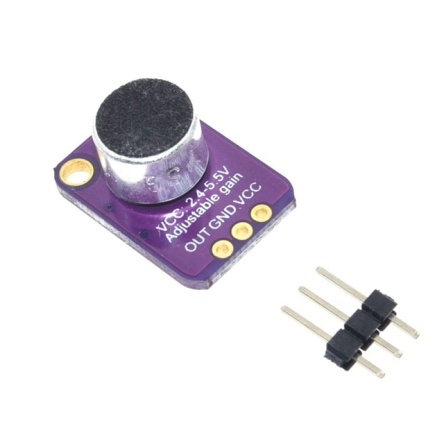 VCC: 2.4-5.5V
Adjustable gain
OUT GND VCC